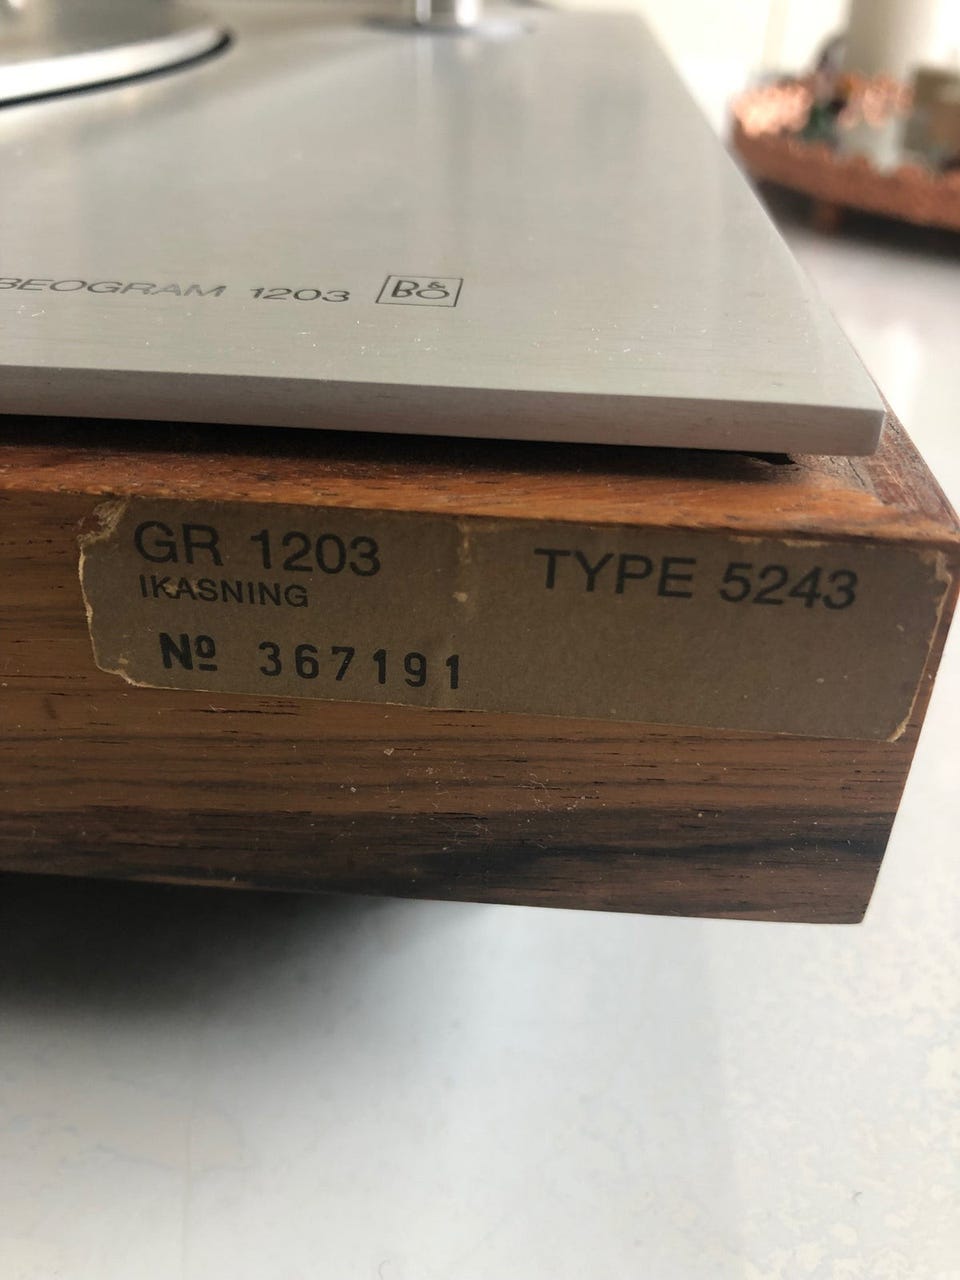 BEOGRAM 1203 B&O
GR 1203 TYPE 5243
IKASNING
Nº 367191